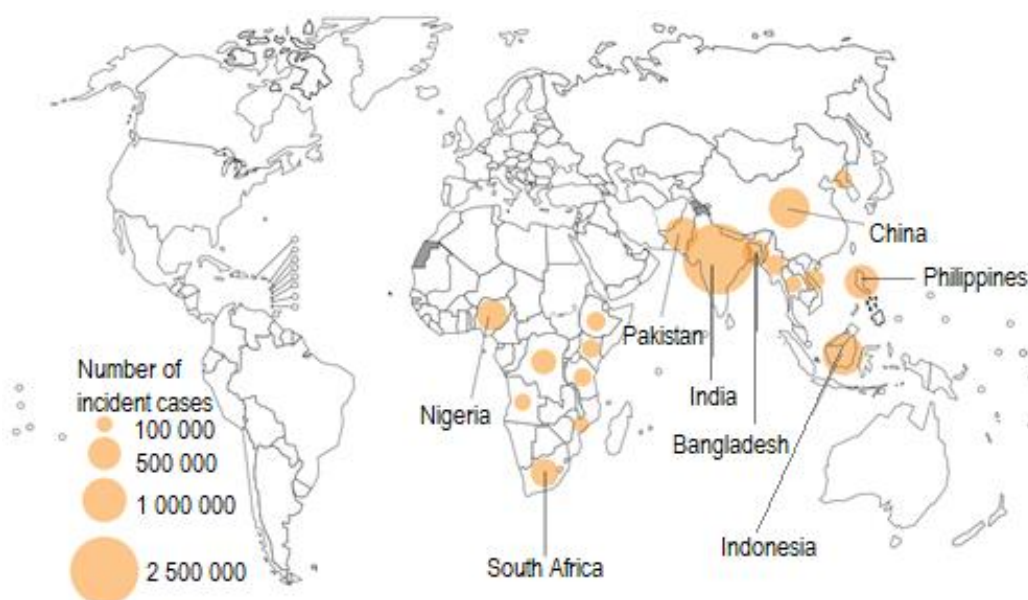 China
Philippines
Pakistan
India
Nigeria
Bangladesh
Indonesia
South Africa
Number of
incident cases
100 000
500 000
1 000 000
2 500 000